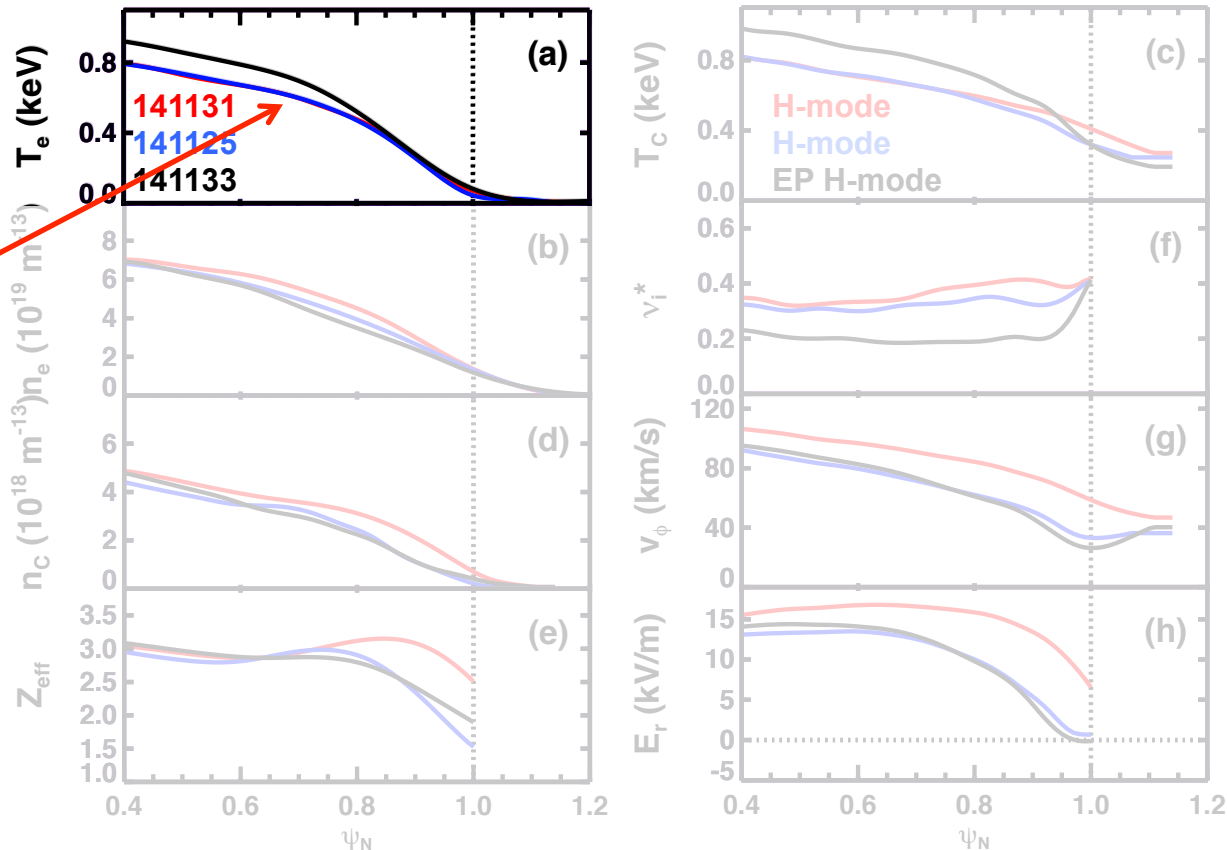 T_e (keV)
0.8
0.4
0.0
(a)
141131
141125
141133
n_e (10^19 m^-13)
8
6
4
2
0
(b)
n_C (10^18 m^-13)
6
4
2
0
(d)
Z_eff
3.5
3.0
2.5
2.0
1.5
1.0
(e)
0.4 0.6 0.8 1.0 1.2
ψ_N
T_C (keV)
0.8
0.4
0.0
(c)
H-mode
H-mode
EP H-mode
ν_i*
0.6
0.4
0.2
0.0
(f)
v_ϕ (km/s)
120
80
40
0
(g)
E_r (kV/m)
15
10
5
0
-5
(h)
0.4 0.6 0.8 1.0 1.2
ψ_N